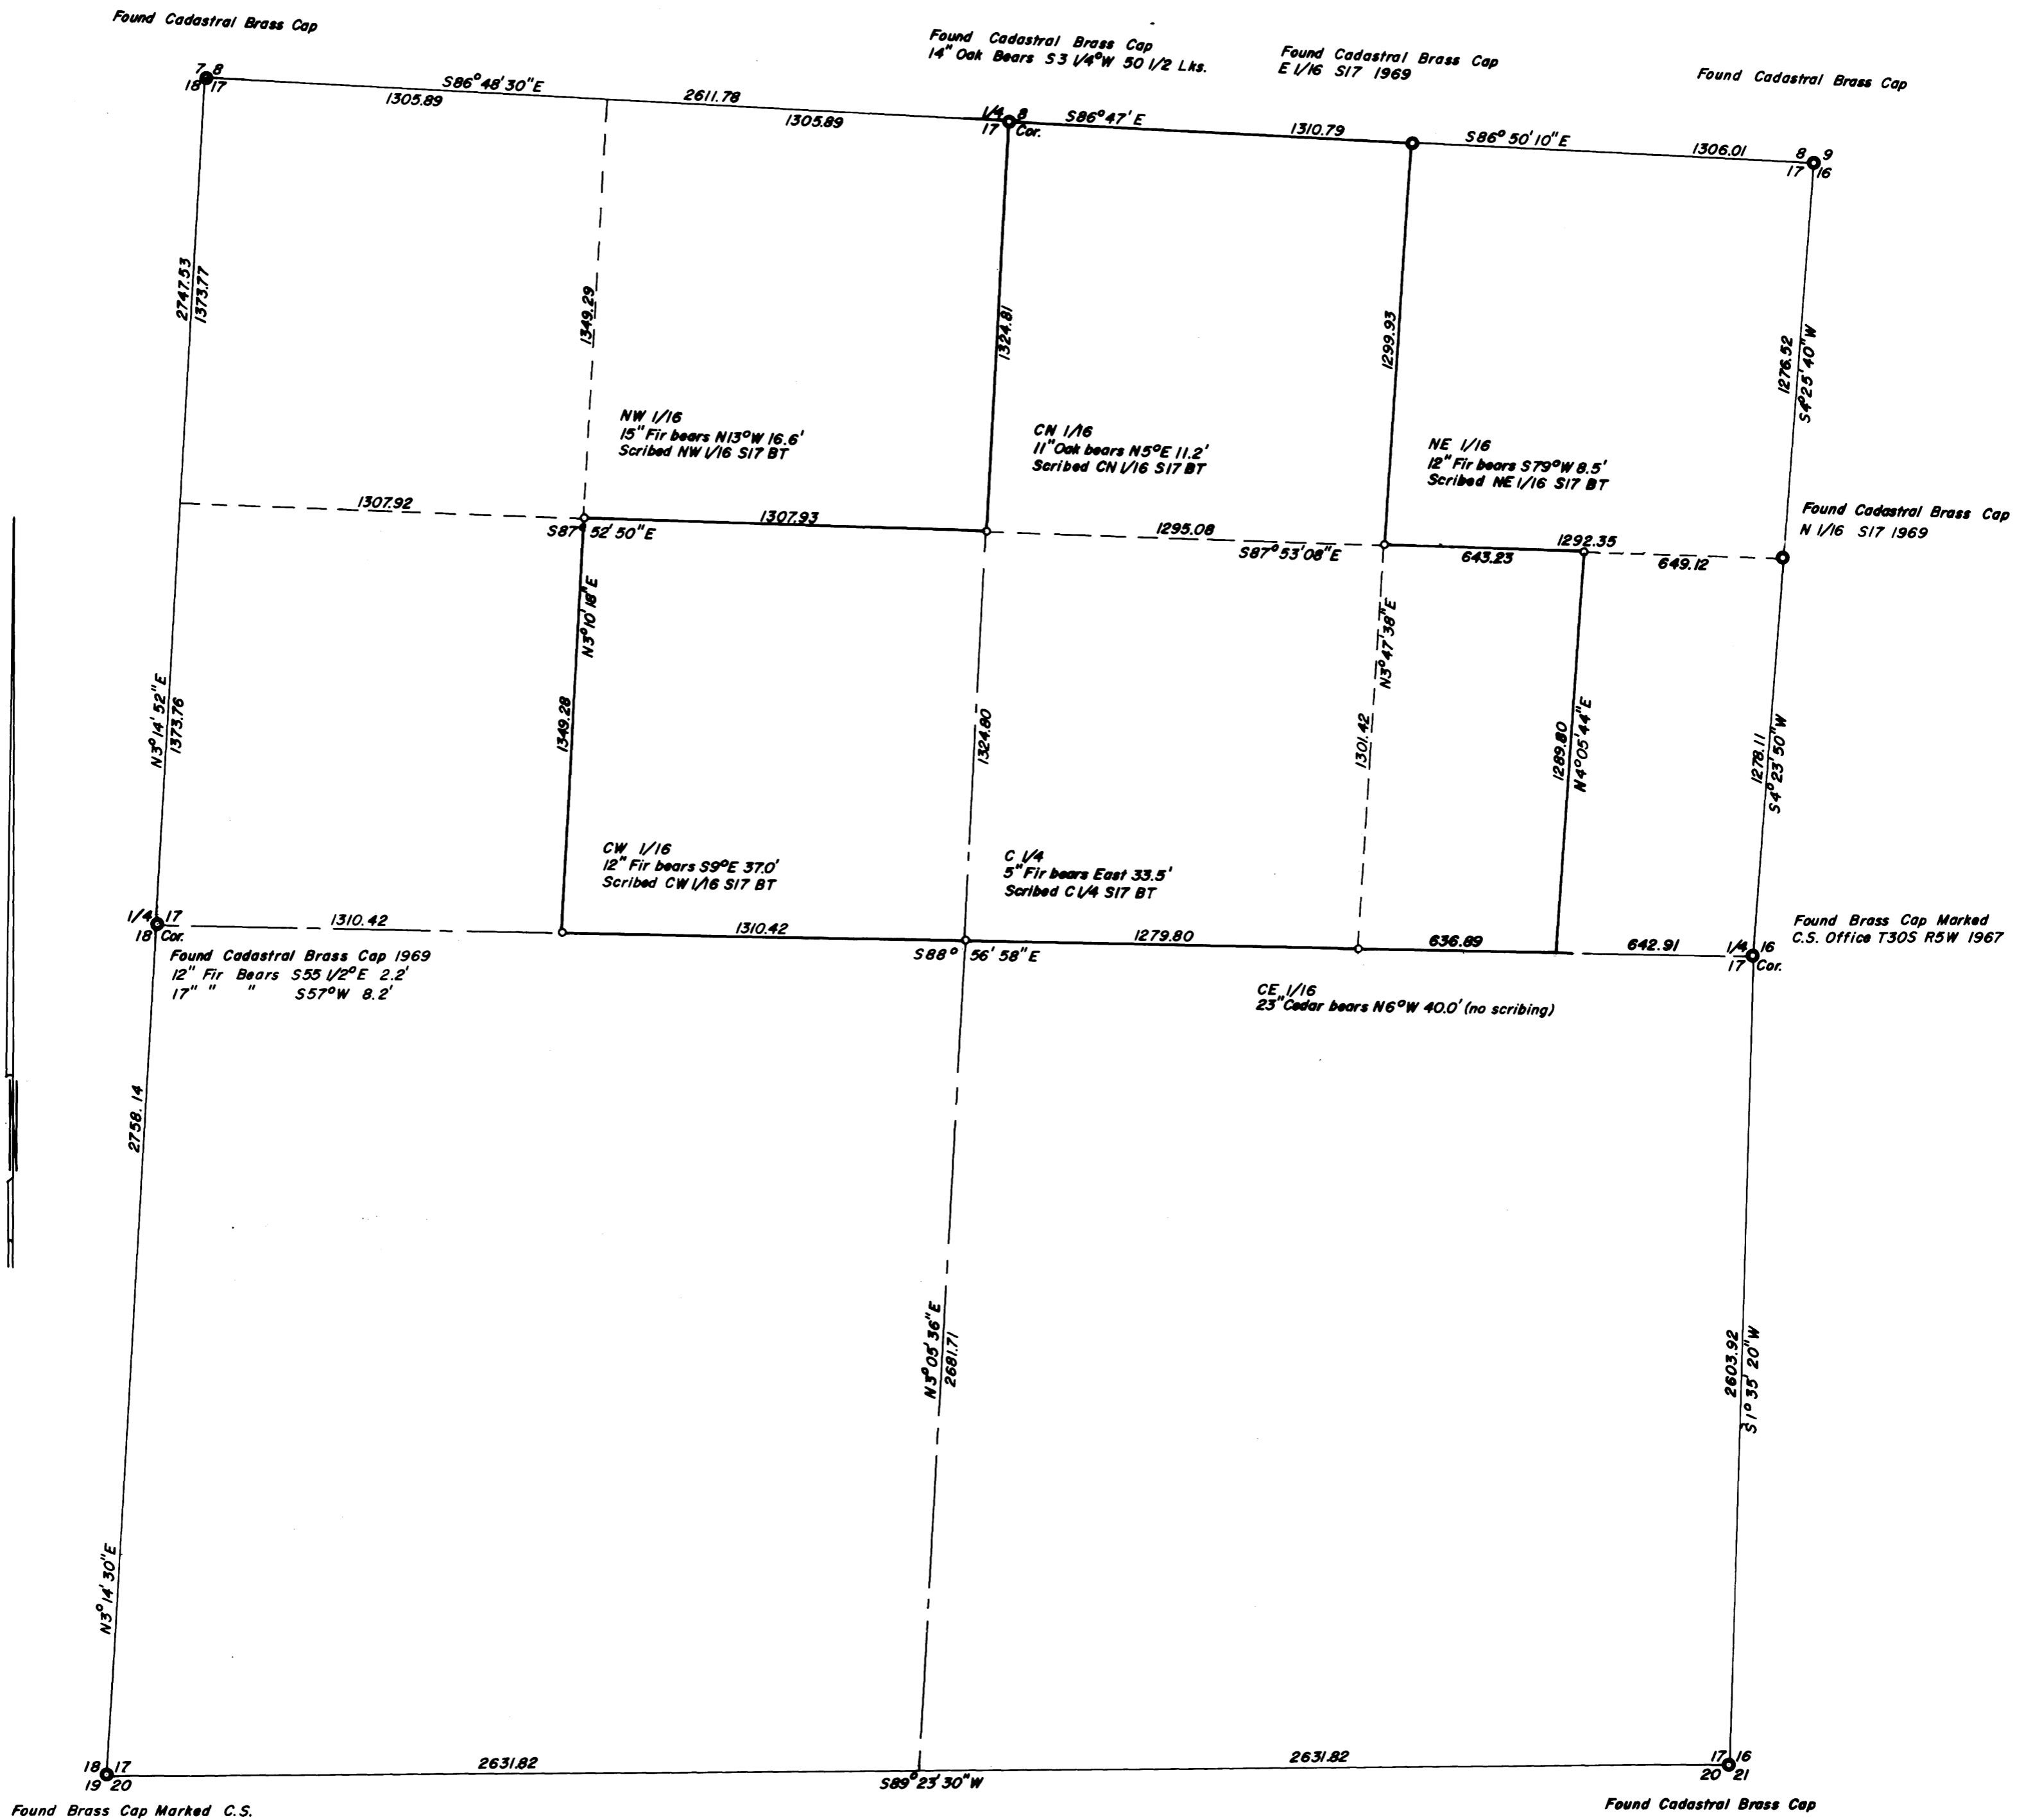 Found Cadastral Brass Cap
Found Cadastral Brass Cap
14" Oak Bears S3 1/4°W 50 1/2 Lks.
Found Cadastral Brass Cap
E 1/16 S17 1969
Found Cadastral Brass Cap
7 8
18 17
S86°48'30"E
1305.89
2611.78
1305.89
1/4 8
17 Cor.
S86°47'E
1310.79
S86°50'10"E
1306.01
8 9
17 16
2747.53
1373.77
1349.29
1324.81
1299.93
1276.52
S4°25'40"W
NW 1/16
15" Fir bears N13°W 16.6'
Scribed NW 1/16 S17 BT
CN 1/16
11" Oak bears N5°E 11.2'
Scribed CN 1/16 S17 BT
NE 1/16
12" Fir bears S79°W 8.5'
Scribed NE 1/16 S17 BT
Found Cadastral Brass Cap
N 1/16 S17 1969
1307.92
1307.93
S87°52'50"E
1295.08
S87°53'08"E
1292.35
643.23
649.12
N3°10'18"E
N3°47'38"E
N3°14'52"E
1373.76
1349.28
1324.80
1301.42
1289.80
N4°05'44"E
1278.11
S4°23'50"W
CW 1/16
12" Fir bears S9°E 37.0'
Scribed CW 1/16 S17 BT
C 1/4
5" Fir bears East 33.5'
Scribed C 1/4 S17 BT
1/4 17
18 Cor.
1310.42
1310.42
S88°56'58"E
1279.80
636.89
642.91
1/4 16
17 Cor.
Found Brass Cap Marked
C.S. Office T30S R5W 1967
Found Cadastral Brass Cap 1969
12" Fir Bears S55 1/2°E 2.2'
17" " " S57°W 8.2'
CE 1/16
23" Cedar bears N6°W 40.0' (no scribing)
2758.14
N3°14'30"E
N3°05'36"E
2681.71
2603.92
S1°35'20"W
18 17
19 20
2631.82
S89°23'30"W
2631.82
17 16
20 21
Found Brass Cap Marked C.S.
Found Cadastral Brass Cap